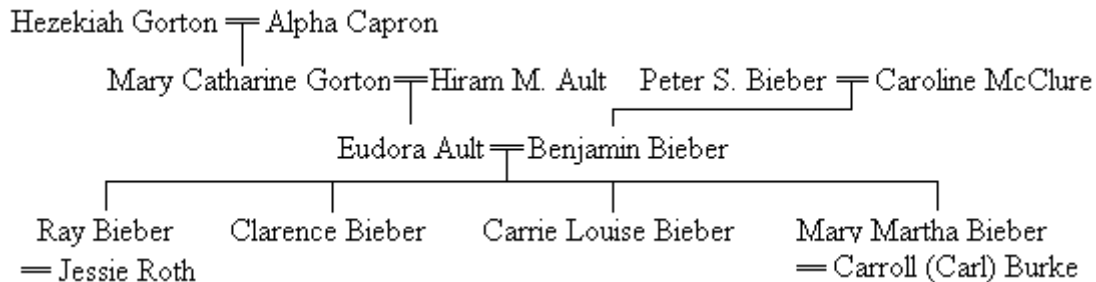 Hezekiah Gorton Alpha Capron
Mary Catharine Gorton Hiram M. Ault Peter S. Bieber Caroline McClure
Eudora Ault Benjamin Bieber
Ray Bieber Clarence Bieber Carrie Louise Bieber Mary Martha Bieber
Jessie Roth Carroll (Carl) Burke